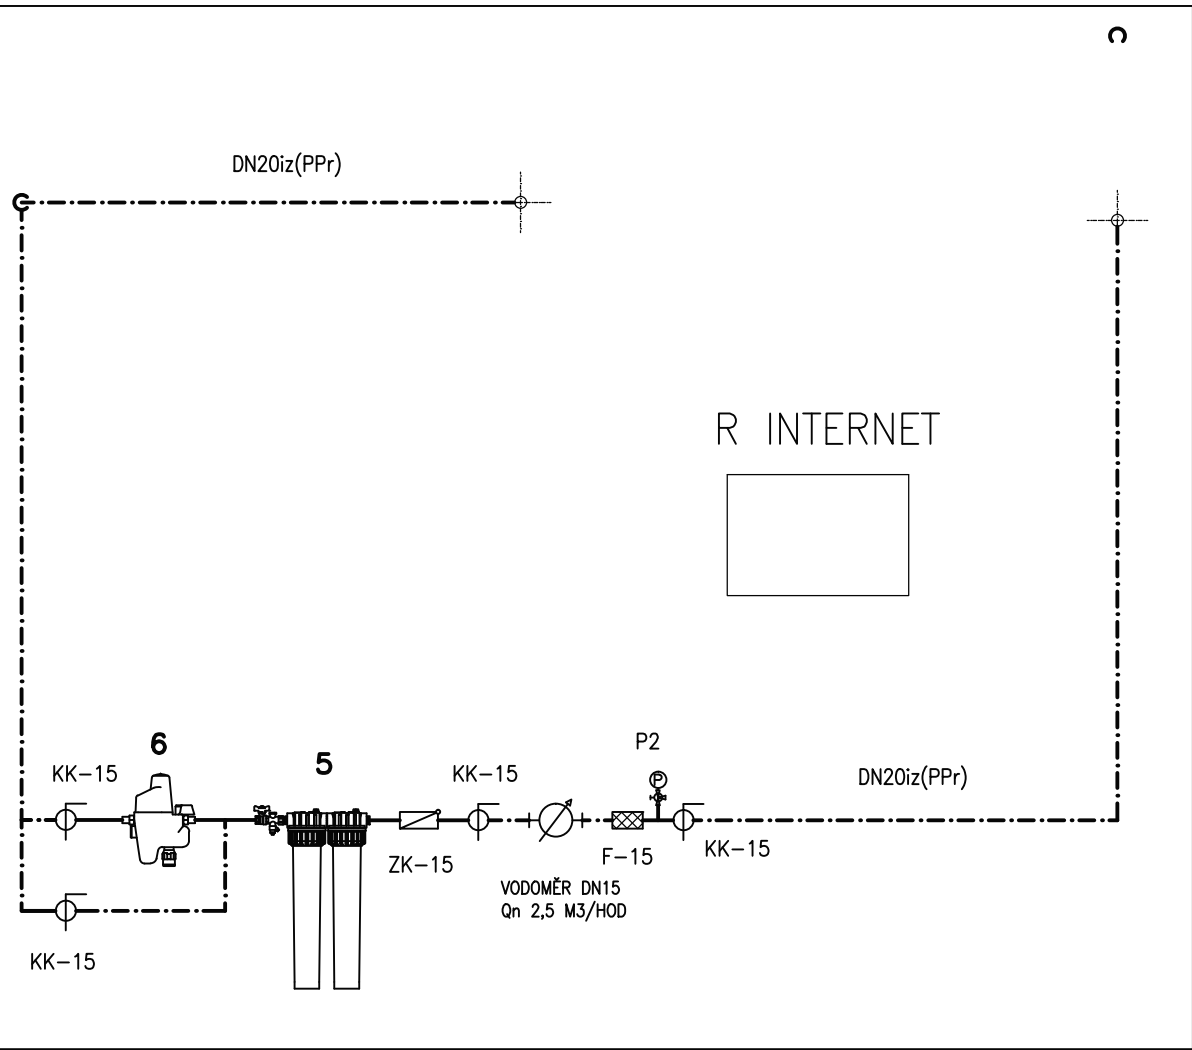 DN20iz(PPr)
R INTERNET
6
5
P2
KK-15
KK-15
DN20iz(PPr)
P
ZK-15
F-15
KK-15
VODOMĚR DN15
Qn 2,5 M3/HOD
KK-15